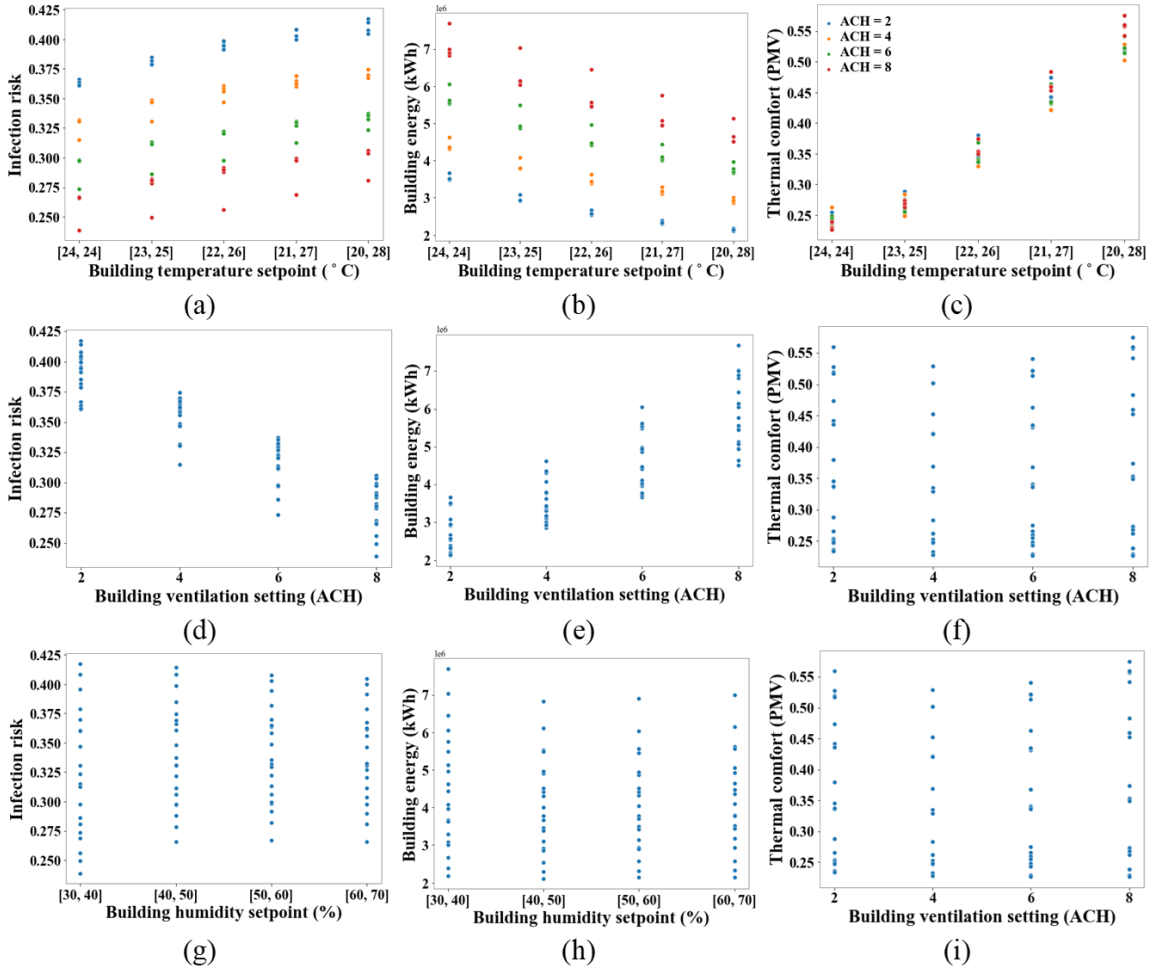 0.425
0.400
0.375
0.350
0.325
0.300
0.275
0.250
Infection risk
[24, 24] [23, 25] [22, 26] [21, 27] [20, 28]
Building temperature setpoint (°C)
(a)
1e6
7
6
5
4
3
2
Building energy (kWh)
[24, 24] [23, 25] [22, 26] [21, 27] [20, 28]
Building temperature setpoint (°C)
(b)
ACH = 2
ACH = 4
ACH = 6
ACH = 8
0.55
0.50
0.45
0.40
0.35
0.30
0.25
Thermal comfort (PMV)
[24, 24] [23, 25] [22, 26] [21, 27] [20, 28]
Building temperature setpoint (°C)
(c)
0.425
0.400
0.375
0.350
0.325
0.300
0.275
0.250
Infection risk
2 4 6 8
Building ventilation setting (ACH)
(d)
1e6
7
6
5
4
3
2
Building energy (kWh)
2 4 6 8
Building ventilation setting (ACH)
(e)
0.55
0.50
0.45
0.40
0.35
0.30
0.25
Thermal comfort (PMV)
2 4 6 8
Building ventilation setting (ACH)
(f)
0.425
0.400
0.375
0.350
0.325
0.300
0.275
0.250
Infection risk
[30, 40] [40, 50] [50, 60] [60, 70]
Building humidity setpoint (%)
(g)
1e6
7
6
5
4
3
2
Building energy (kWh)
[30, 40] [40, 50] [50, 60] [60, 70]
Building humidity setpoint (%)
(h)
0.55
0.50
0.45
0.40
0.35
0.30
0.25
Thermal comfort (PMV)
2 4 6 8
Building ventilation setting (ACH)
(i)